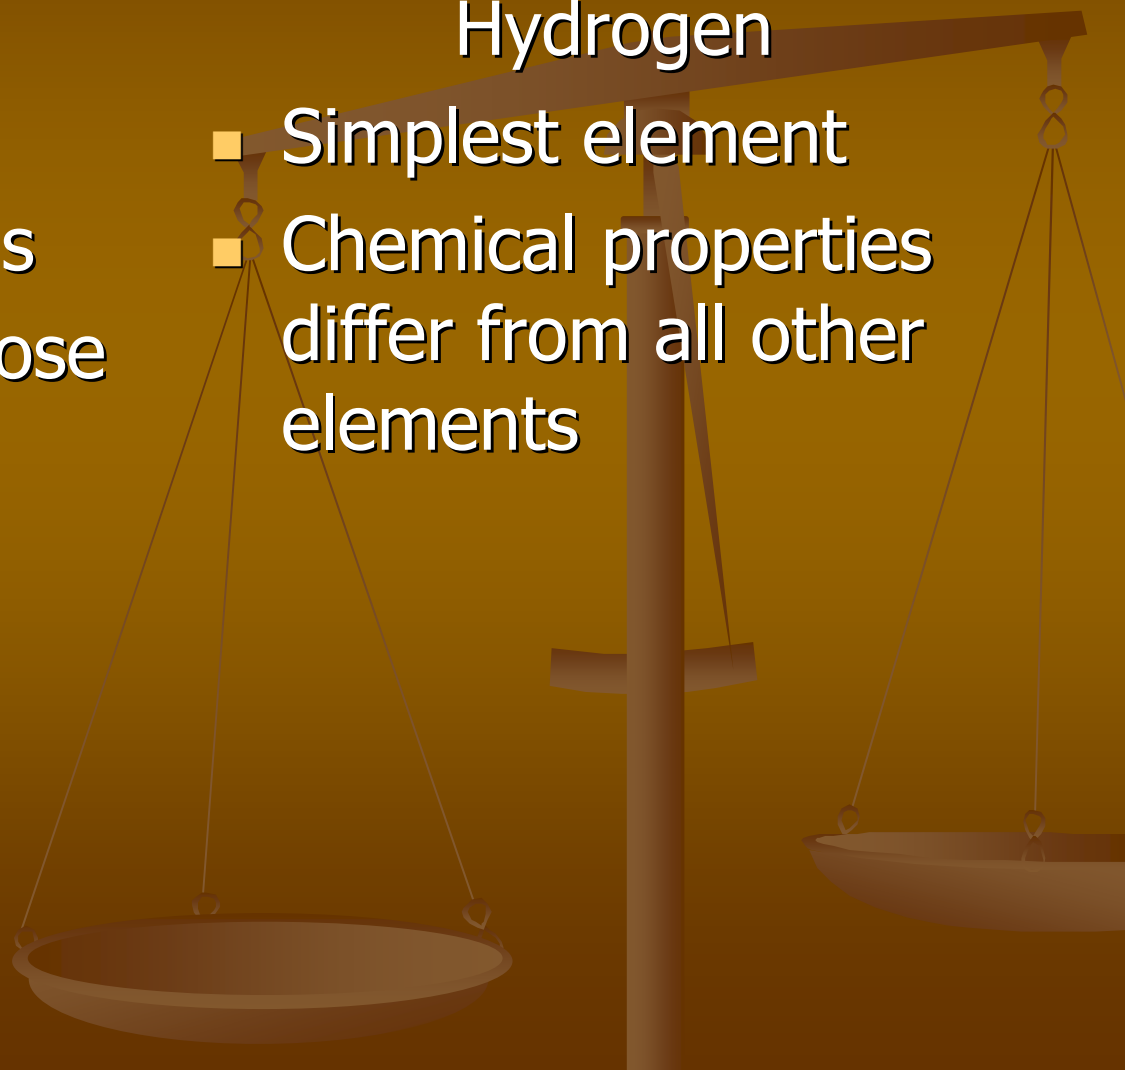 Hydrogen
Simplest element
Chemical properties
differ from all other
elements